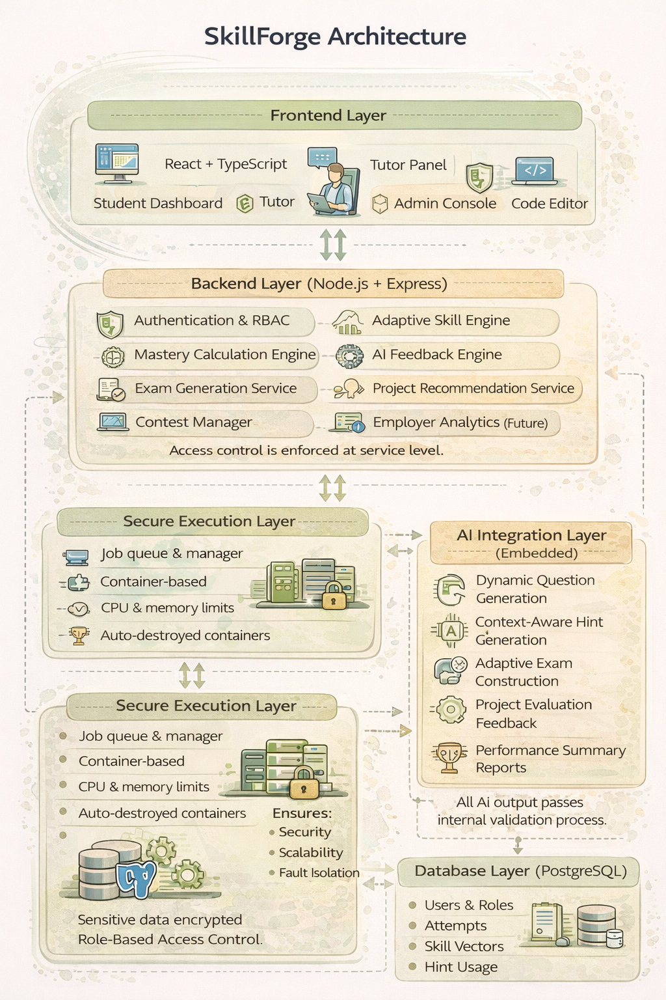 SkillForge Architecture
Frontend Layer
React + TypeScript
Tutor Panel
</>
Student Dashboard
Tutor
Admin Console
Code Editor
Backend Layer (Node.js + Express)
Authentication & RBAC
Adaptive Skill Engine
Mastery Calculation Engine
AI Feedback Engine
Exam Generation Service
Project Recommendation Service
Contest Manager
Employer Analytics (Future)
Access control is enforced at service level.
Secure Execution Layer
Job queue & manager
Container-based
CPU & memory limits
Auto-destroyed containers
AI Integration Layer
(Embedded)
Dynamic Question
Generation
A
Context-Aware Hint
Generation
Adaptive Exam
Construction
Project Evaluation
Feedback
Performance Summary
Reports
All Ai output passes
internal validation process.
Secure Execution Layer
Job queue & manager
Container-based
CPU & memory limits
Auto-destroyed containers
Ensures:
Security
Scalability
Fault Isolation
Sensitive data encrypted
Role-Based Access Control.
Database Layer (PostgreSQL)
Users & Roles
Attempts
Skill Vectors
Hint Usage